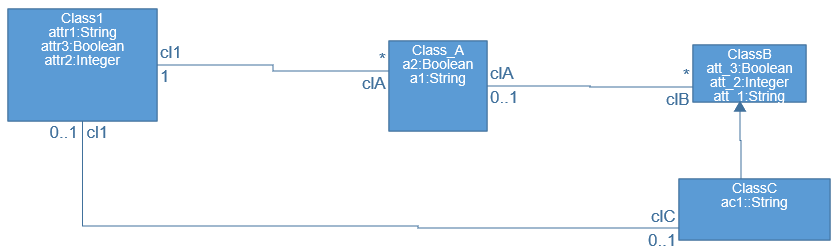 Class1
attr1:String
attr3:Boolean
attr2:Integer
cl1
1
*
clA
Class_A
a2:Boolean
a1:String
clA
0..1
*
clB
ClassB
att_3:Boolean
att_2:Integer
att_1:String
0..1 cl1
ClassC
ac1::String
clC
0..1